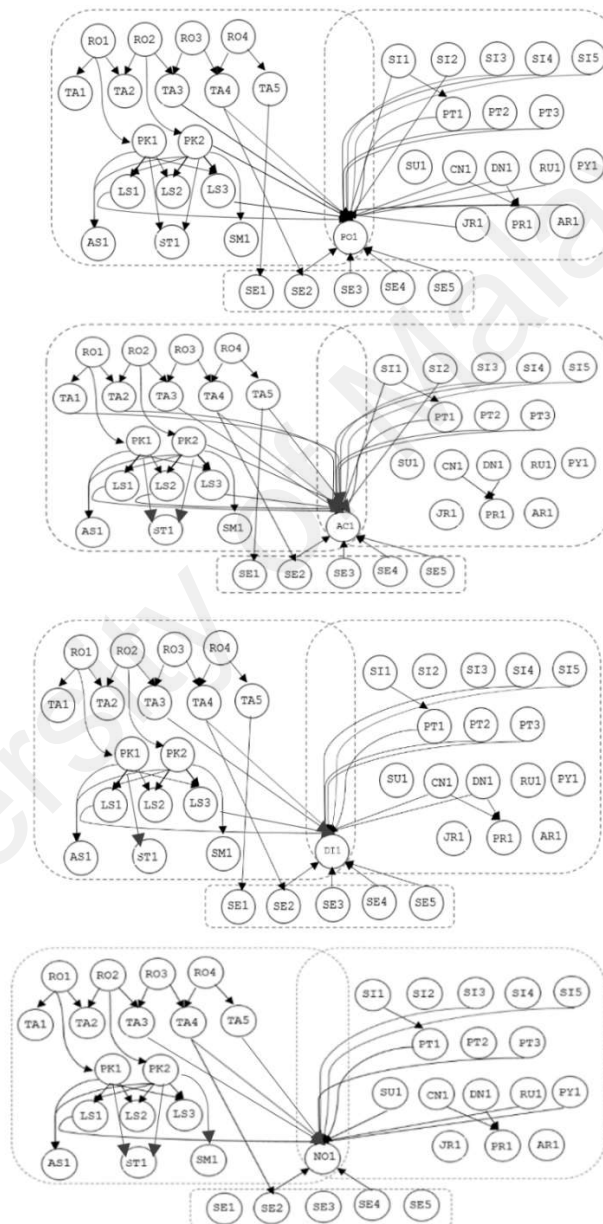 RO1 RO2 RO3 RO4 SI1 SI2 SI3 SI4 SI5
TA1 TA2 TA3 TA4 TA5 PT1 PT2 PT3
PK1 PK2 SU1 CN1 DN1 RU1 PY1
LS1 LS2 LS3
AS1 ST1 SM1 PO1 JR1 PR1 AR1
SE1 SE2 SE3 SE4 SE5
RO1 RO2 RO3 RO4 SI1 SI2 SI3 SI4 SI5
TA1 TA2 TA3 TA4 TA5 PT1 PT2 PT3
PK1 PK2 SU1 CN1 DN1 RU1 PY1
LS1 LS2 LS3
AS1 ST1 SM1 AC1 JR1 PR1 AR1
SE1 SE2 SE3 SE4 SE5
RO1 RO2 RO3 RO4 SI1 SI2 SI3 SI4 SI5
TA1 TA2 TA3 TA4 TA5 PT1 PT2 PT3
PK1 PK2 SU1 CN1 DN1 RU1 PY1
LS1 LS2 LS3
AS1 ST1 SM1 DI1 JR1 PR1 AR1
SE1 SE2 SE3 SE4 SE5
RO1 RO2 RO3 RO4 SI1 SI2 SI3 SI4 SI5
TA1 TA2 TA3 TA4 TA5 PT1 PT2 PT3
PK1 PK2 SU1 CN1 DN1 RU1 PY1
LS1 LS2 LS3
AS1 ST1 SM1 NO1 JR1 PR1 AR1
SE1 SE2 SE3 SE4 SE5